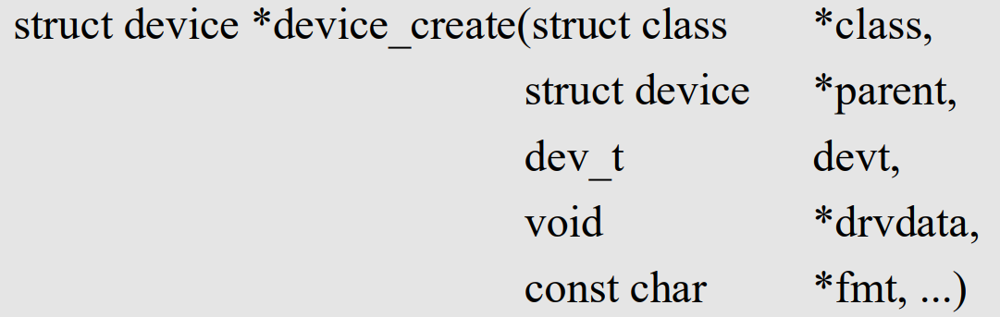 struct device *device_create(struct class *class,
struct device *parent,
dev_t devt,
void *drvdata,
const char *fmt, ...)